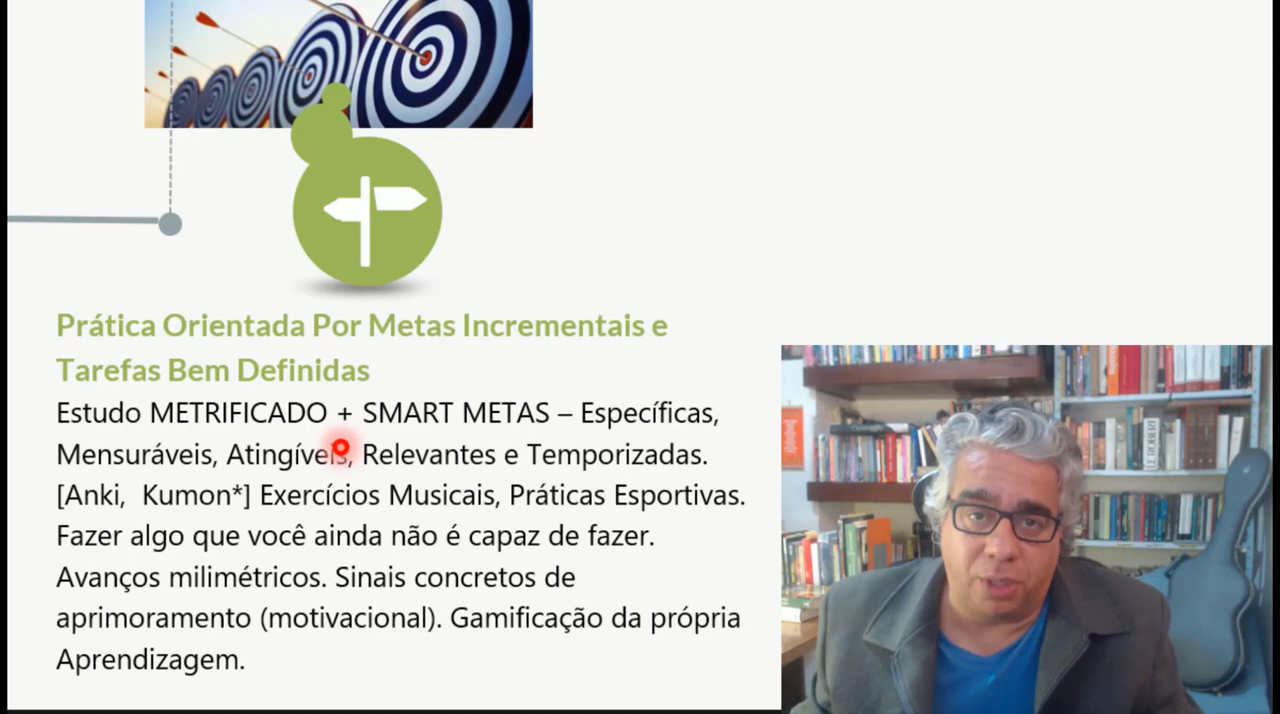 Prática Orientada Por Metas Incrementais e
Tarefas Bem Definidas
Estudo METRIFICADO + SMART METAS – Específicas,
Mensuráveis, Atingíveis, Relevantes e Temporizadas.
[Anki, Kumon*] Exercícios Musicais, Práticas Esportivas.
Fazer algo que você ainda não é capaz de fazer.
Avanços milimétricos. Sinais concretos de
aprimoramento (motivacional). Gamificação da própria
Aprendizagem.
LE ROBERT